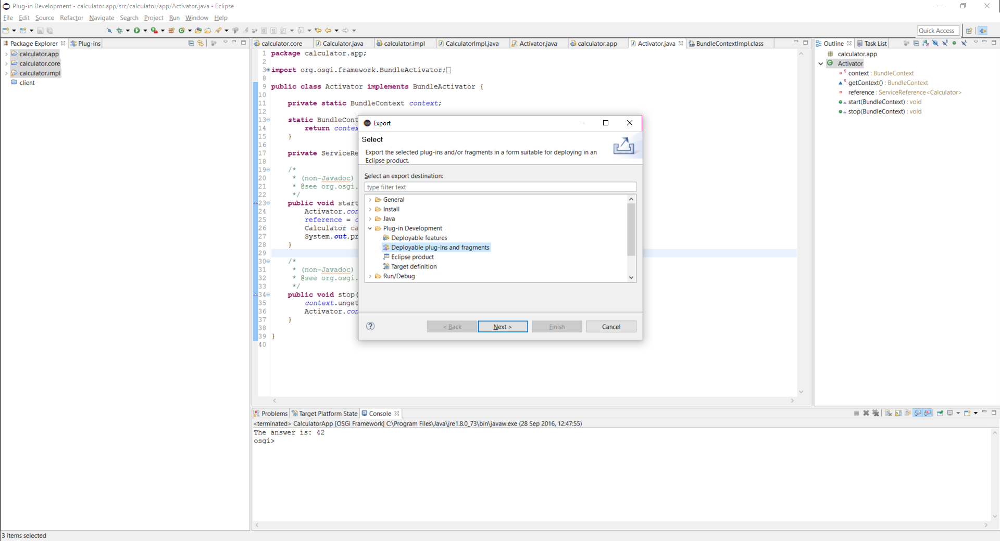 Plug-in Development - calculator.app/src/calculator/app/Activator.java - Eclipse
File Edit Source Refactor Navigate Search Project Run Window Help
Quick Access
Package Explorer Plug-ins
calculator.app
calculator.core
calculator.impl
client
calculator.core Calculator.java calculator.impl CalculatorImpl.java Activator.java calculator.app Activator.java BundleContextImpl.class
1 package calculator.app;
2
3 import org.osgi.framework.BundleActivator;
8
9 public class Activator implements BundleActivator {
10
11 private static BundleContext context;
12
13 static BundleCont
14 return contex
15 }
16
17 private ServiceRe
18
19 /*
20 * (non-Javadoc)
21 * @see org.osgi.
22 */
23 public void start
24 Activator.con
25 reference = c
26 Calculator ca
27 System.out.pr
28 }
29
30 /*
31 * (non-Javadoc)
32 * @see org.osgi.
33 */
34 public void stop(
35 context.unget
36 Activator.con
37 }
38
39 }
40
Export
Select
Export the selected plug-ins and/or fragments in a form suitable for deploying in an
Eclipse product.
Select an export destination:
type filter text
General
Install
Java
Plug-in Development
Deployable features
Deployable plug-ins and fragments
Eclipse product
Target definition
Run/Debug
? < Back Next > Finish Cancel
Outline Task List
calculator.app
Activator
context : BundleContext
getContext() : BundleContext
reference : ServiceReference<Calculator>
start(BundleContext) : void
stop(BundleContext) : void
Problems Target Platform State Console
<terminated> CalculatorApp [OSGi Framework] C:\Program Files\Java\jre1.8.0_73\bin\javaw.exe (28 Sep 2016, 12:47:55)
The answer is: 42
osgi>
3 items selected